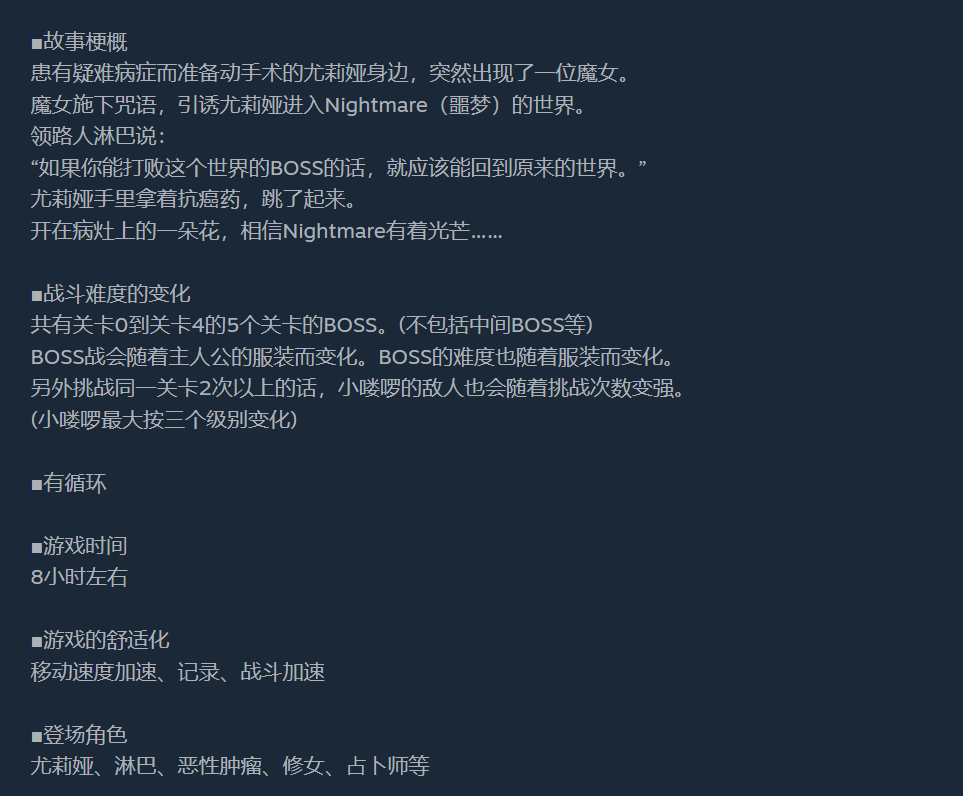 ■故事梗概
患有疑难病症而准备动手术的尤莉娅身边，突然出现了一位魔女。
魔女施下咒语，引诱尤莉娅进入Nightmare（噩梦）的世界。
领路人淋巴说：
“如果你能打败这个世界的BOSS的话，就应该能回到原来的世界。”
尤莉娅手里拿着抗癌药，跳了起来。
开在病灶上的一朵花，相信Nightmare有着光芒……
■战斗难度的变化
共有关卡0到关卡4的5个关卡的BOSS。(不包括中间BOSS等)
BOSS战会随着主人公的服装而变化。BOSS的难度也随着服装而变化。
另外挑战同一关卡2次以上的话，小喽啰的敌人也会随着挑战次数变强。
(小喽啰最大按三个级别变化)
■有循环
■游戏时间
8小时左右
■游戏的舒适化
移动速度加速、记录、战斗加速
■登场角色
尤莉娅、淋巴、恶性肿瘤、修女、占卜师等